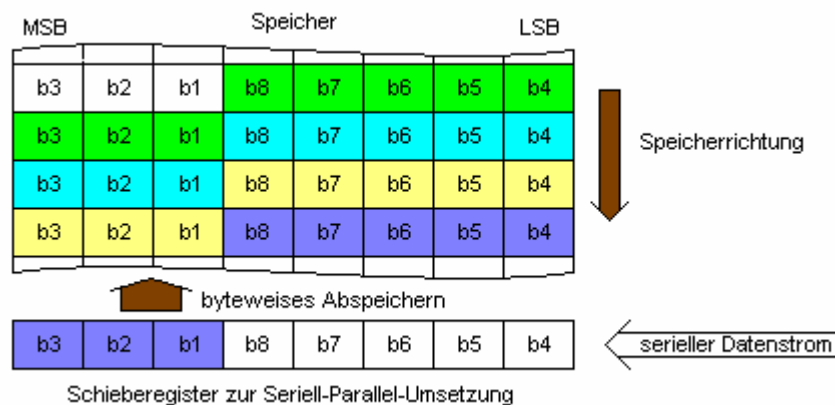 MSB Speicher LSB
b3 b2 b1 b8 b7 b6 b5 b4
b3 b2 b1 b8 b7 b6 b5 b4
Speicherrichtung
b3 b2 b1 b8 b7 b6 b5 b4
b3 b2 b1 b8 b7 b6 b5 b4
byteweises Abspeichern
b3 b2 b1 b8 b7 b6 b5 b4
serieller Datenstrom
Schieberegister zur Seriell-Parallel-Umsetzung